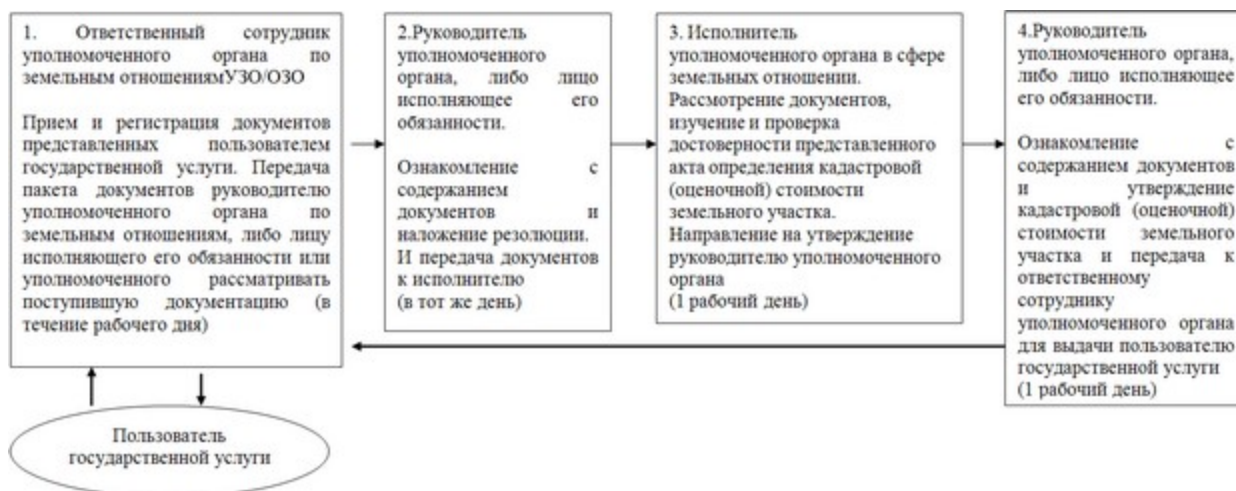 1. Ответственный сотрудник
уполномоченного органа по
земельным отношениямУЗО/ОЗО
Прием и регистрация документов
представленных пользователем
государственной услуги. Передача
пакета документов руководителю
уполномоченного органа по
земельным отношениям, либо лицу
исполняющего его обязанности или
уполномоченного рассматривать
поступившую документацию (в
течение рабочего дня)
2.Руководитель
уполномоченного
органа, либо лицо
исполняющее его
обязанности.
Ознакомление с
содержанием
документов и
наложение резолюции.
И передача документов
к исполнителю
(в тот же день)
3. Исполнитель
уполномоченного органа в сфере
земельных отношении.
Рассмотрение документов,
изучение и проверка
достоверности представленного
акта определения кадастровой
(оценочной) стоимости
земельного участка.
Направление на утверждение
руководителю уполномоченного
органа
(1 рабочий день)
4.Руководитель
уполномоченного органа,
либо лицо исполняющее
его обязанности.
Ознакомление с
содержанием документов
и утверждение
кадастровой (оценочной)
стоимости земельного
участка и передача к
ответственному
сотруднику
уполномоченного органа
для выдачи пользователю
государственной услуги
(1 рабочий день)
Пользователь
государственной услуги